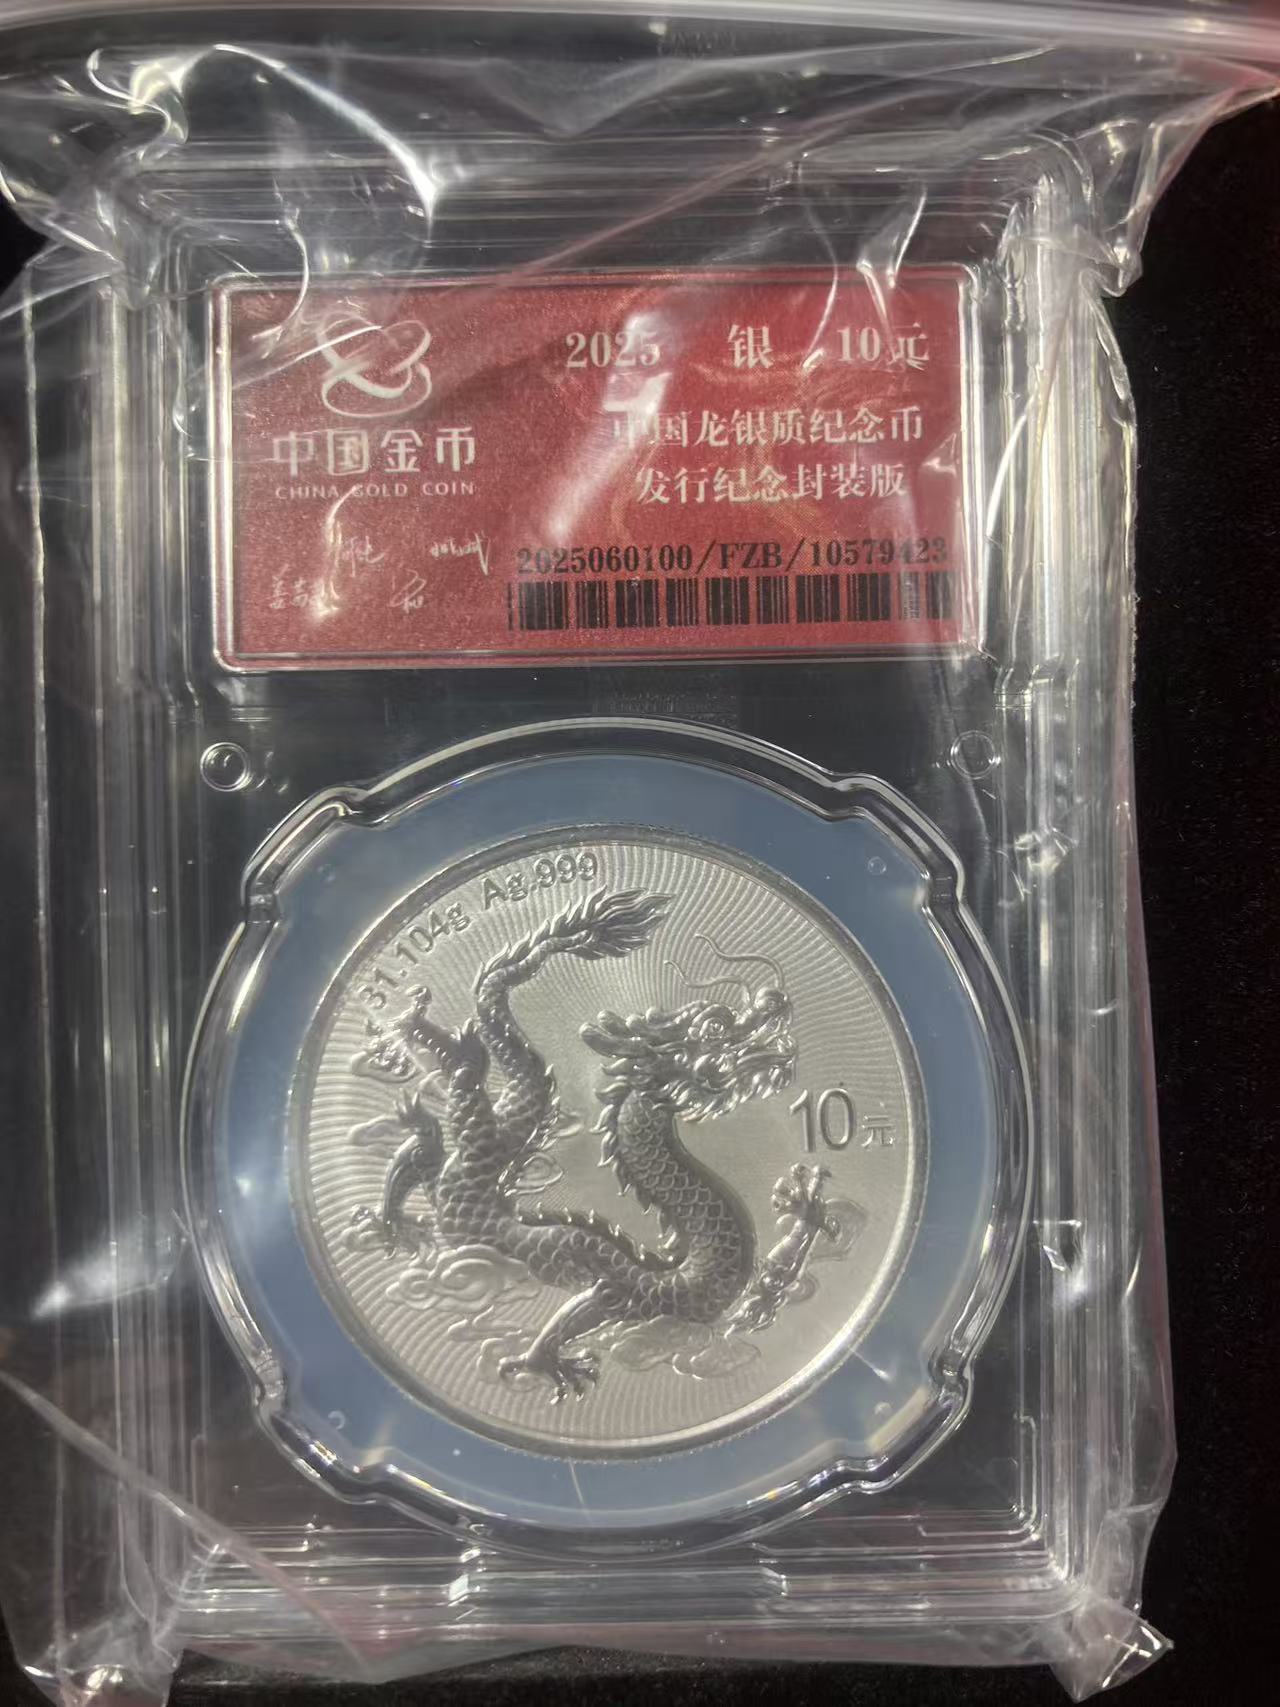 2025 银 10元
中国龙银质纪念币
发行纪念封装版
中国金币
CHINA GOLD COIN
2025060100/FZB/10579423
31.104g Ag.999
10元